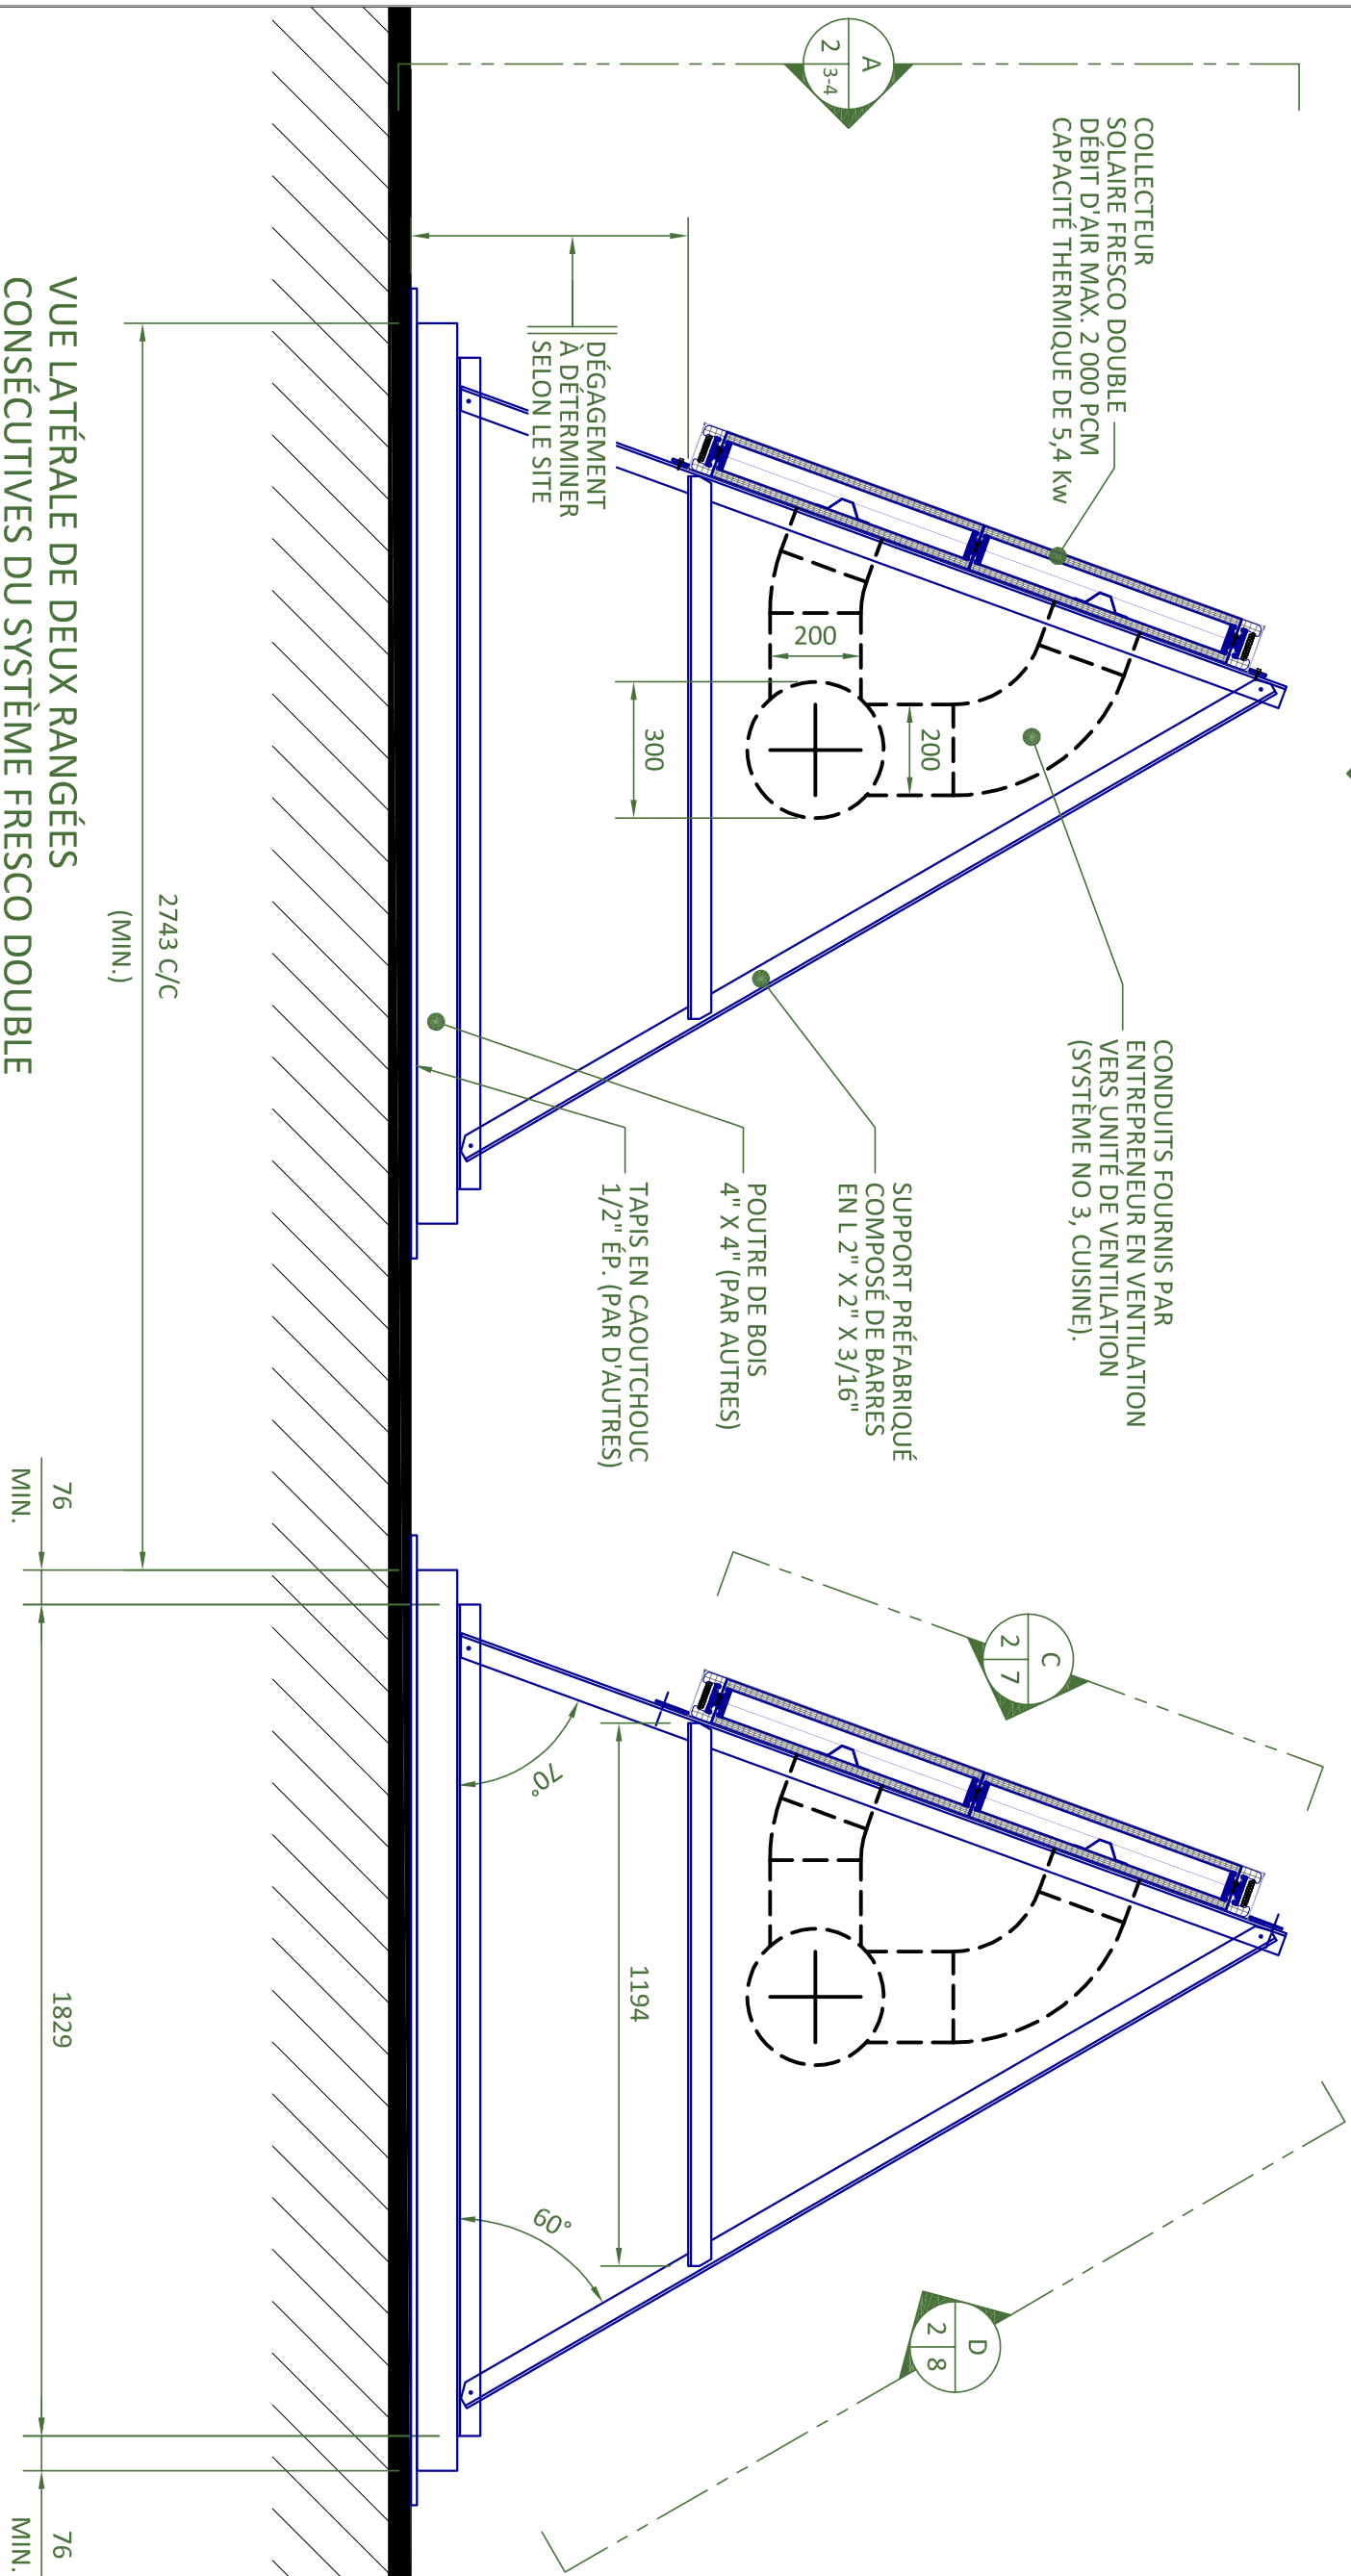 A
2
3-4
COLLECTEUR
SOLAIRE FRESCO DOUBLE
DÉBIT D'AIR MAX. 2 000 PCM
CAPACITÉ THERMIQUE DE 5,4 Kw
CONDUITS FOURNIS PAR
ENTREPRENEUR EN VENTILATION
VERS UNITÉ DE VENTILATION
(SYSTÈME NO 3, CUISINE).
SUPPORT PRÉFABRIQUÉ
COMPOSÉ DE BARRES
EN L 2" X 2" X 3/16"
POUTRE DE BOIS
4" X 4" (PAR AUTRES)
TAPIS EN CAOUTCHOUC
1/2" ÉP. (PAR D'AUTRES)
DÉGAGEMENT
À DÉTERMINER
SELON LE SITE
200
200
300
C
2
7
D
2
8
70°
1194
60°
2743 C/C
(MIN.)
76
MIN.
1829
76
MIN.
VUE LATÉRALE DE DEUX RANGÉES
CONSÉCUTIVES DU SYSTÈME FRESCO DOUBLE